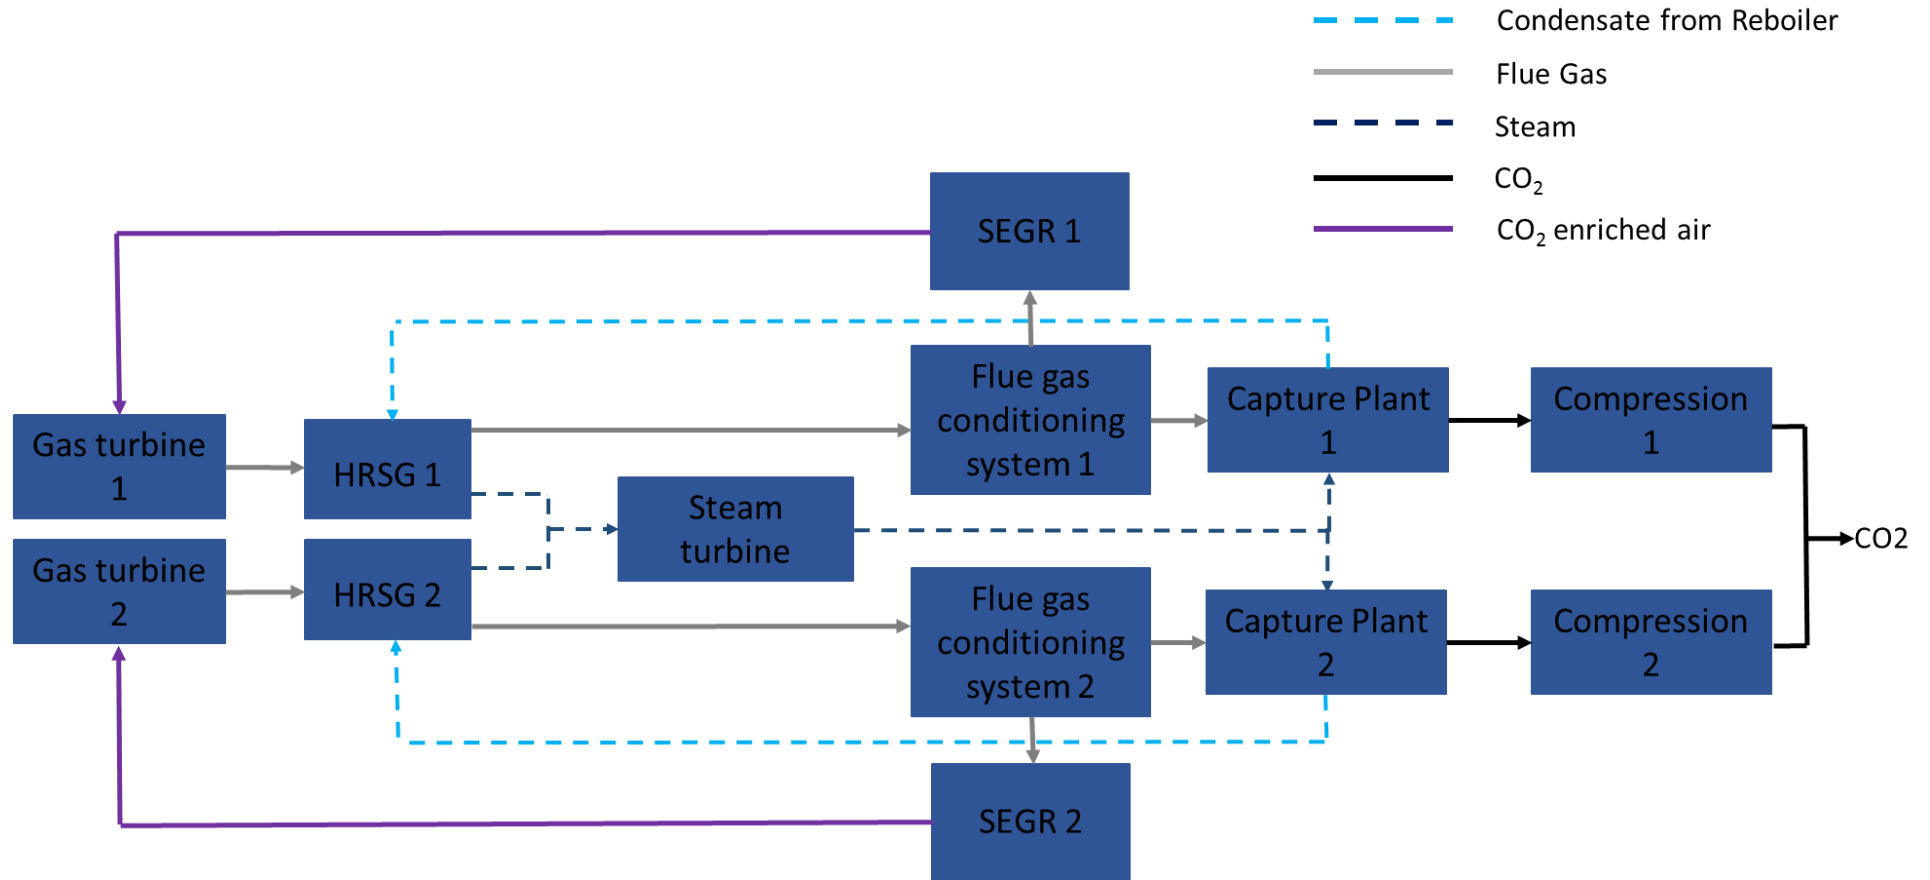 Condensate from Reboiler
Flue Gas
Steam
CO₂
CO₂ enriched air
SEGR 1
Flue gas
conditioning
system 1
Capture Plant
1
Compression
1
Gas turbine
1
HRSG 1
Steam
turbine
CO2
Gas turbine
2
HRSG 2
Flue gas
conditioning
system 2
Capture Plant
2
Compression
2
SEGR 2